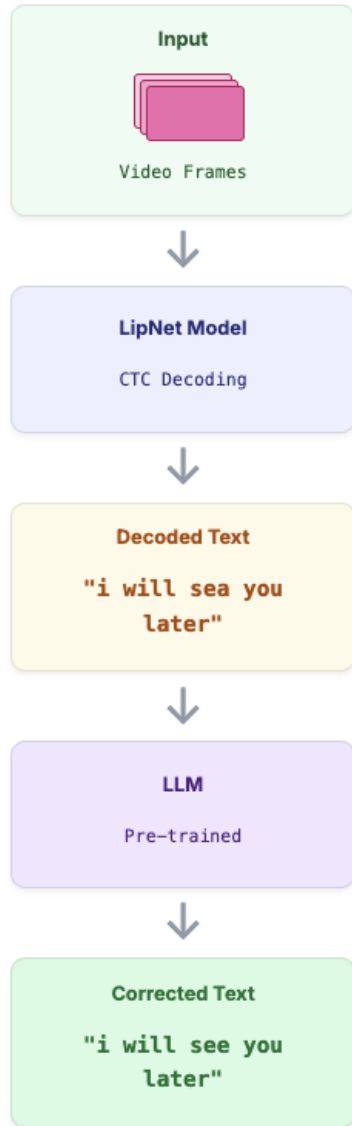 Input
Video Frames
LipNet Model
CTC Decoding
Decoded Text
"i will sea you
later"
LLM
Pre-trained
Corrected Text
"i will see you
later"